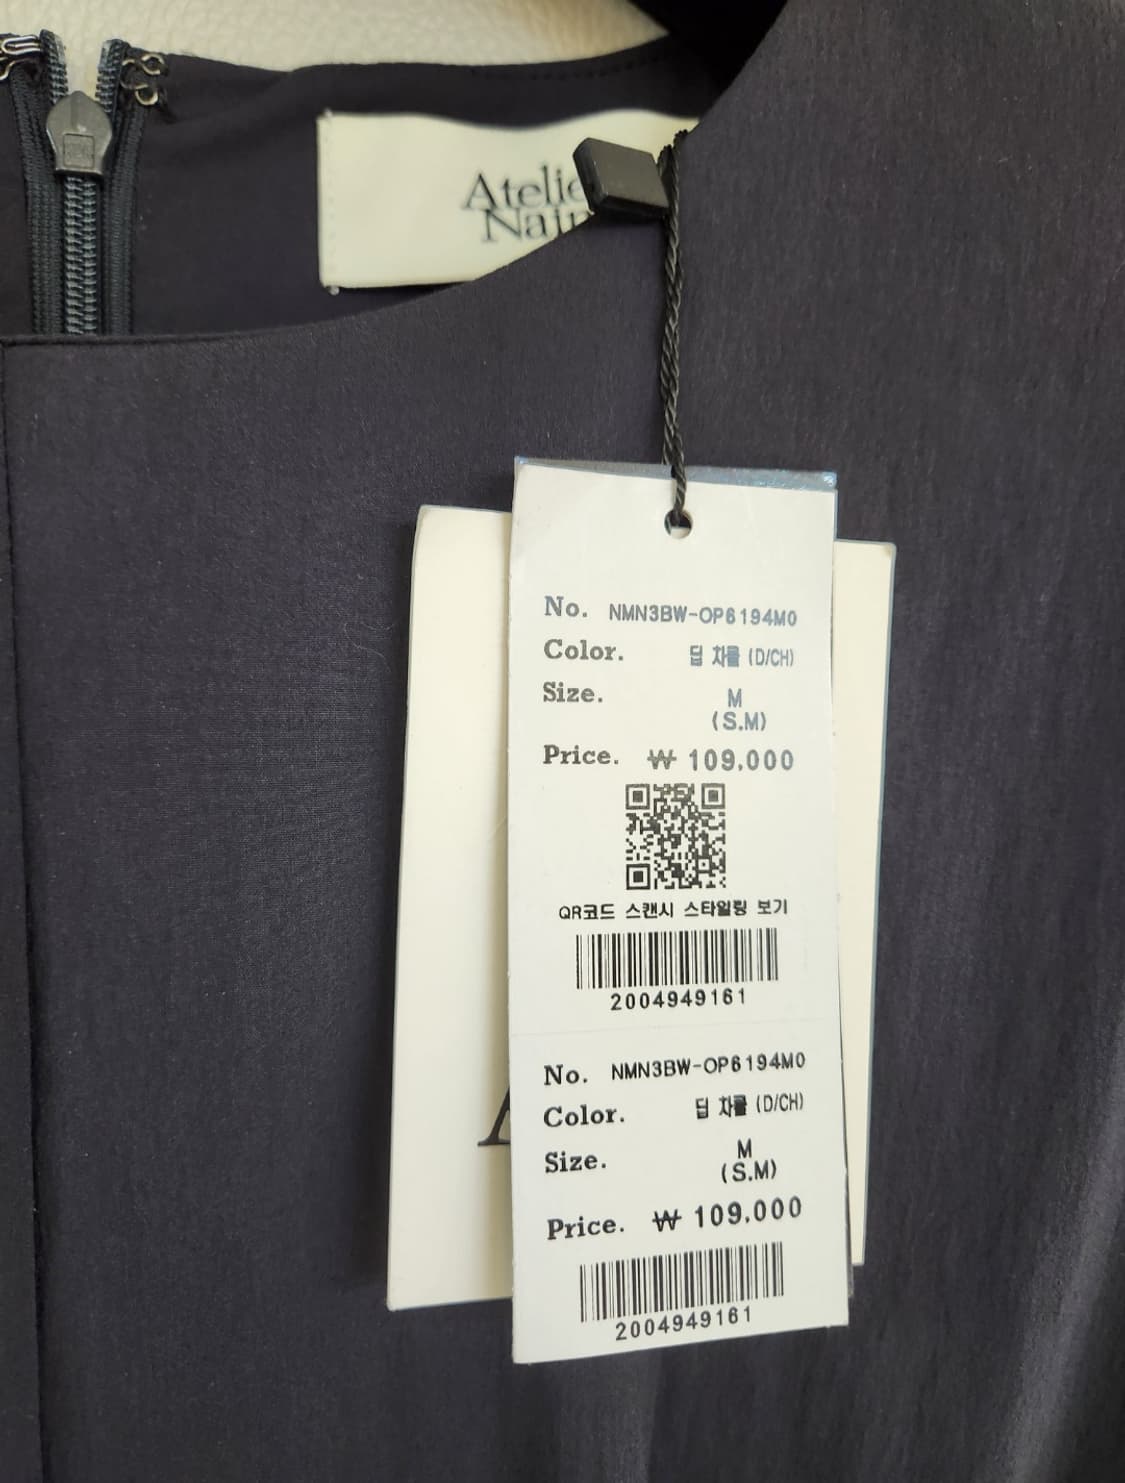 Atelie
Nain
No. NMN3BW-OP6194M0
Color. 딥 차콜 (D/CH)
Size. M
(S.M)
Price. ₩ 109,000
QR코드 스캔시 스타일링 보기
2004949161
No. NMN3BW-OP6194M0
Color. 딥 차콜 (D/CH)
Size. M
(S.M)
Price. ₩ 109,000
2004949161